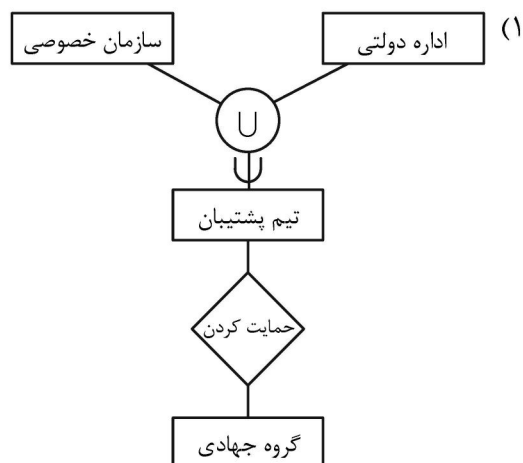 ۱)
اداره دولتی
سازمان خصوصی
U
تیم پشتیبان
حمایت کردن
گروه جهادی